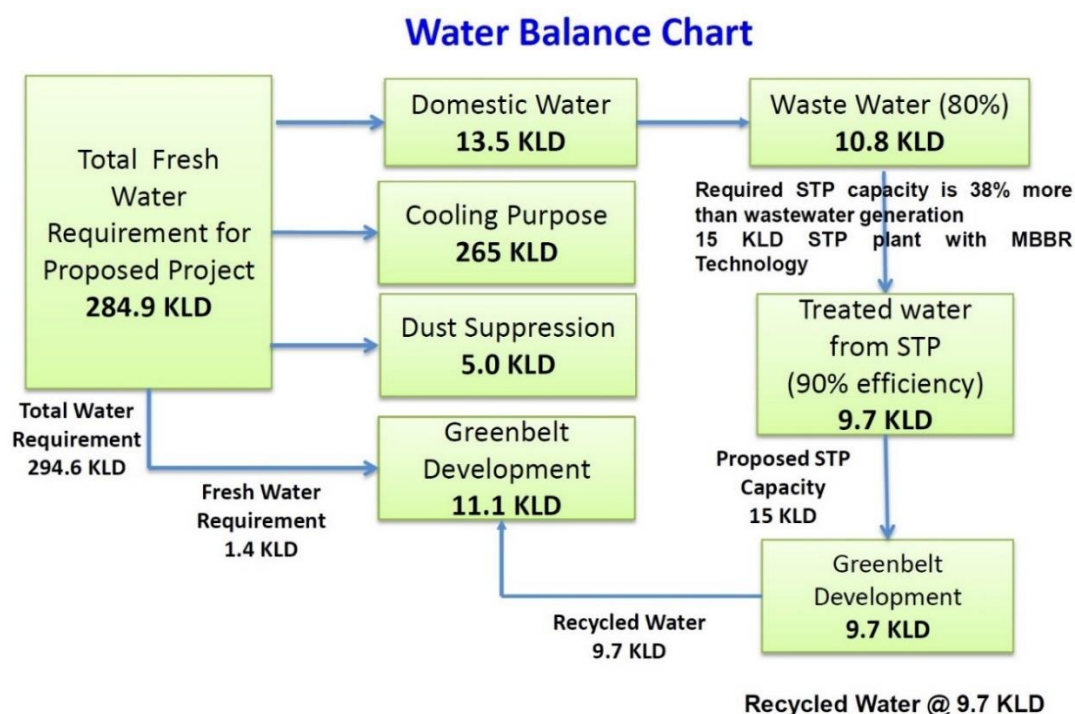 Water Balance Chart
Total Fresh
Water
Requirement for
Proposed Project
284.9 KLD
Domestic Water
13.5 KLD
Waste Water (80%)
10.8 KLD
Required STP capacity is 38% more
than wastewater generation
15 KLD STP plant with MBBR
Technology
Cooling Purpose
265 KLD
Dust Suppression
5.0 KLD
Treated water
from STP
(90% efficiency)
9.7 KLD
Total Water
Requirement
294.6 KLD
Fresh Water
Requirement
1.4 KLD
Greenbelt
Development
11.1 KLD
Proposed STP
Capacity
15 KLD
Greenbelt
Development
9.7 KLD
Recycled Water
9.7 KLD
Recycled Water @ 9.7 KLD